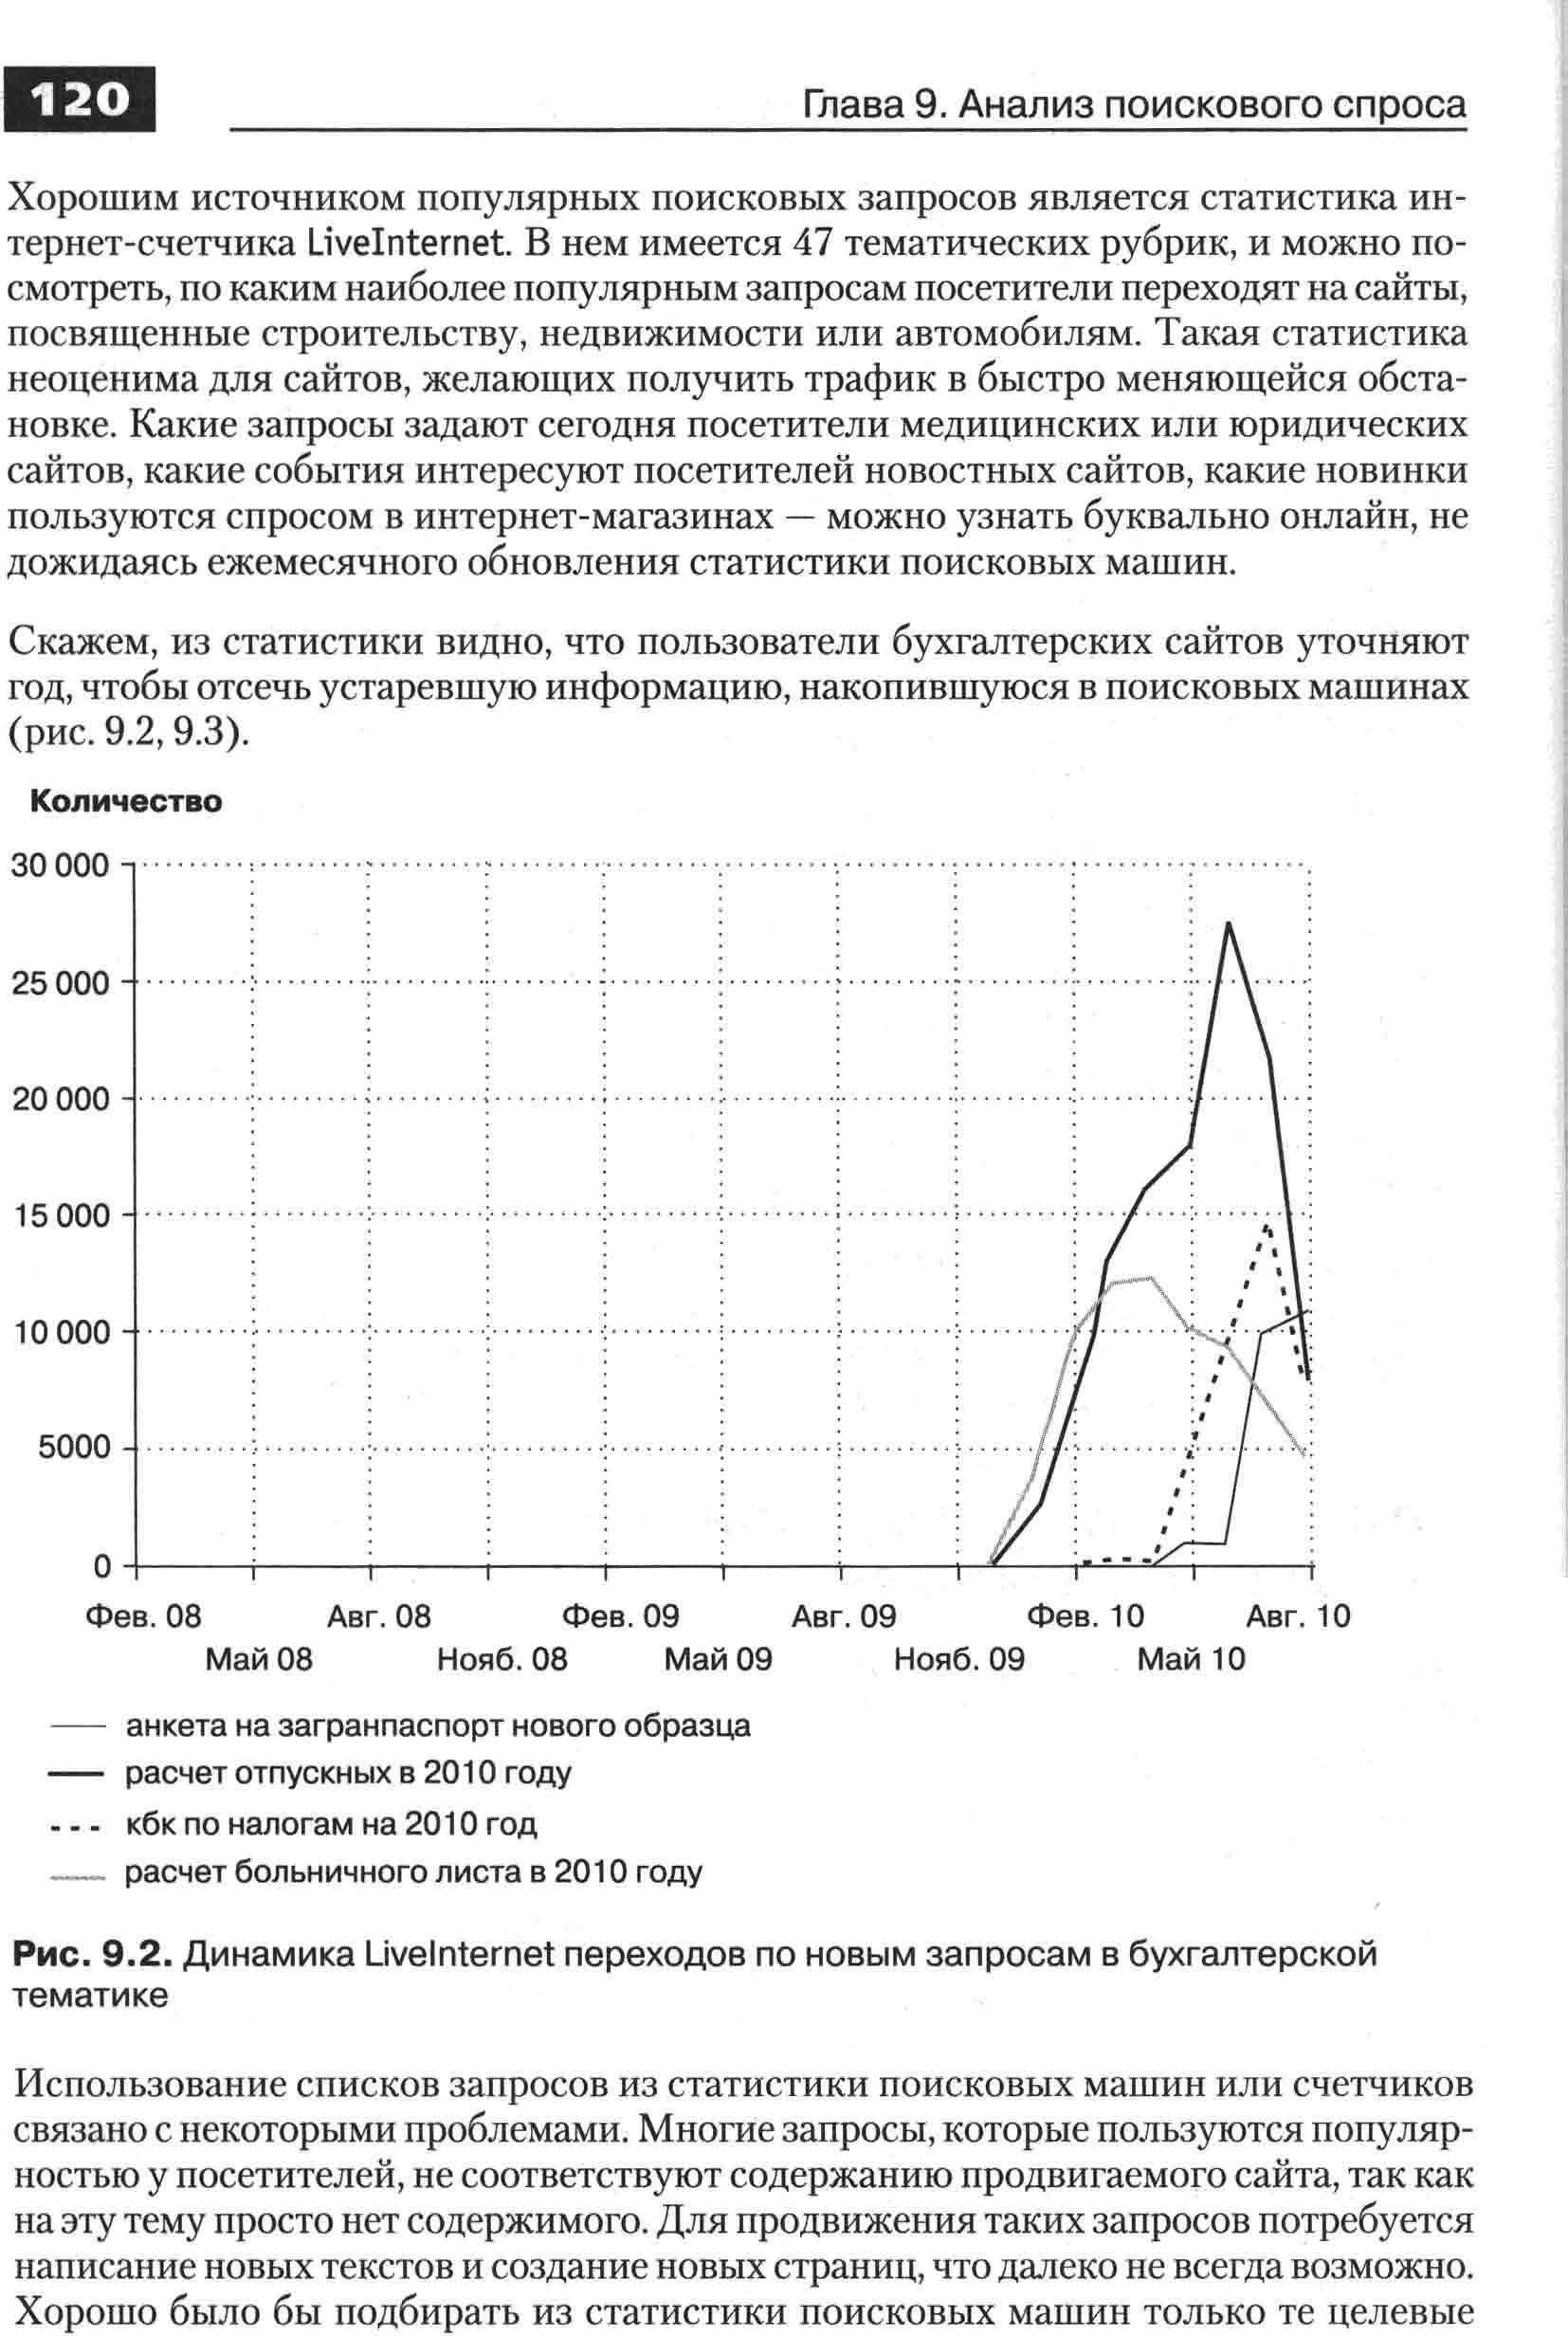 120
Глава 9. Анализ поискового спроса
Хорошим источником популярных поисковых запросов является статистика ин-
тернет-счетчика LiveInternet. В нем имеется 47 тематических рубрик, и можно по-
смотреть, по каким наиболее популярным запросам посетители переходят на сайты,
посвященные строительству, недвижимости или автомобилям. Такая статистика
неоценима для сайтов, желающих получить трафик в быстро меняющейся обста-
новке. Какие запросы задают сегодня посетители медицинских или юридических
сайтов, какие события интересуют посетителей новостных сайтов, какие новинки
пользуются спросом в интернет-магазинах — можно узнать буквально онлайн, не
дожидаясь ежемесячного обновления статистики поисковых машин.
Скажем, из статистики видно, что пользователи бухгалтерских сайтов уточняют
год, чтобы отсечь устаревшую информацию, накопившуюся в поисковых машинах
(рис. 9.2, 9.3).
Количество
30 000
25 000
20 000
15 000
10 000
5000
0
Фев. 08 Авг. 08 Фев. 09 Авг. 09 Фев. 10 Авг. 10
Май 08 Нояб. 08 Май 09 Нояб. 09 Май 10
анкета на загранпаспорт нового образца
расчет отпускных в 2010 году
кбк по налогам на 2010 год
расчет больничного листа в 2010 году
Рис. 9.2. Динамика LiveInternet переходов по новым запросам в бухгалтерской
тематике
Использование списков запросов из статистики поисковых машин или счетчиков
связано с некоторыми проблемами. Многие запросы, которые пользуются популяр-
ностью у посетителей, не соответствуют содержанию продвигаемого сайта, так как
на эту тему просто нет содержимого. Для продвижения таких запросов потребуется
написание новых текстов и создание новых страниц, что далеко не всегда возможно.
Хорошо было бы подбирать из статистики поисковых машин только те целевые